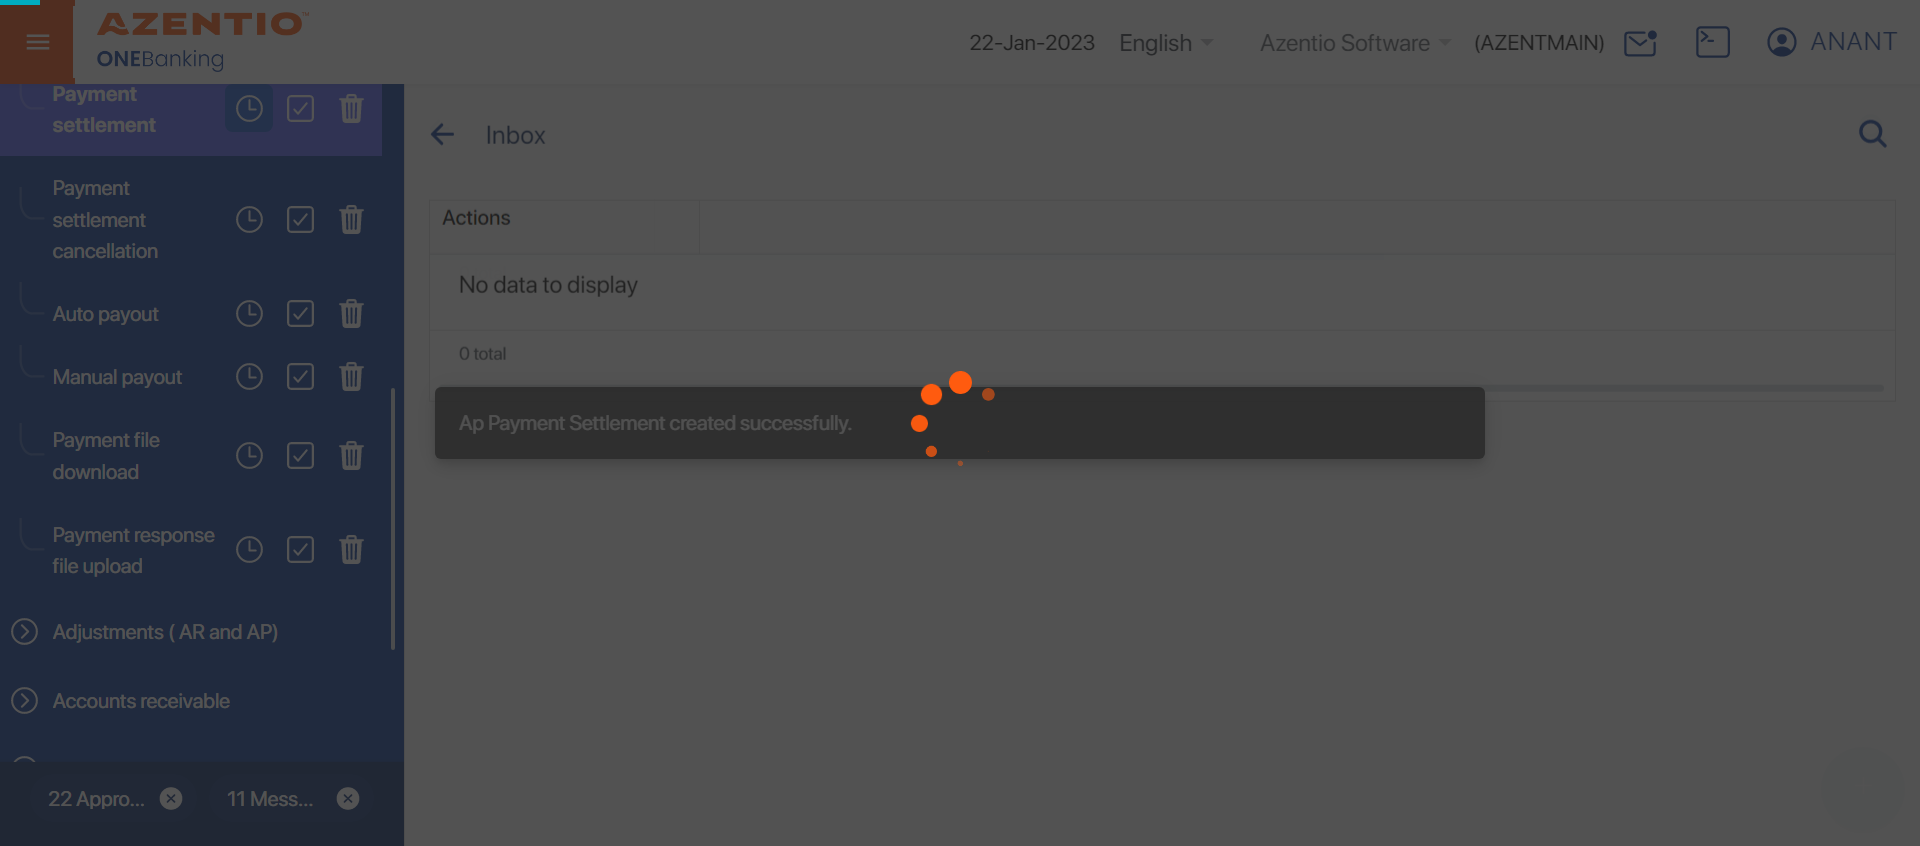 AZENTIO™
ONEBanking
22-Jan-2023 English Azentio Software (AZENTMAIN) ANANT
Payment
settlement
Payment
settlement
cancellation
Auto payout
Manual payout
Payment file
download
Payment response
file upload
Adjustments ( AR and AP)
Accounts receivable
22 Appro...
11 Mess...
Inbox
Actions
No data to display
0 total
Ap Payment Settlement created successfully.